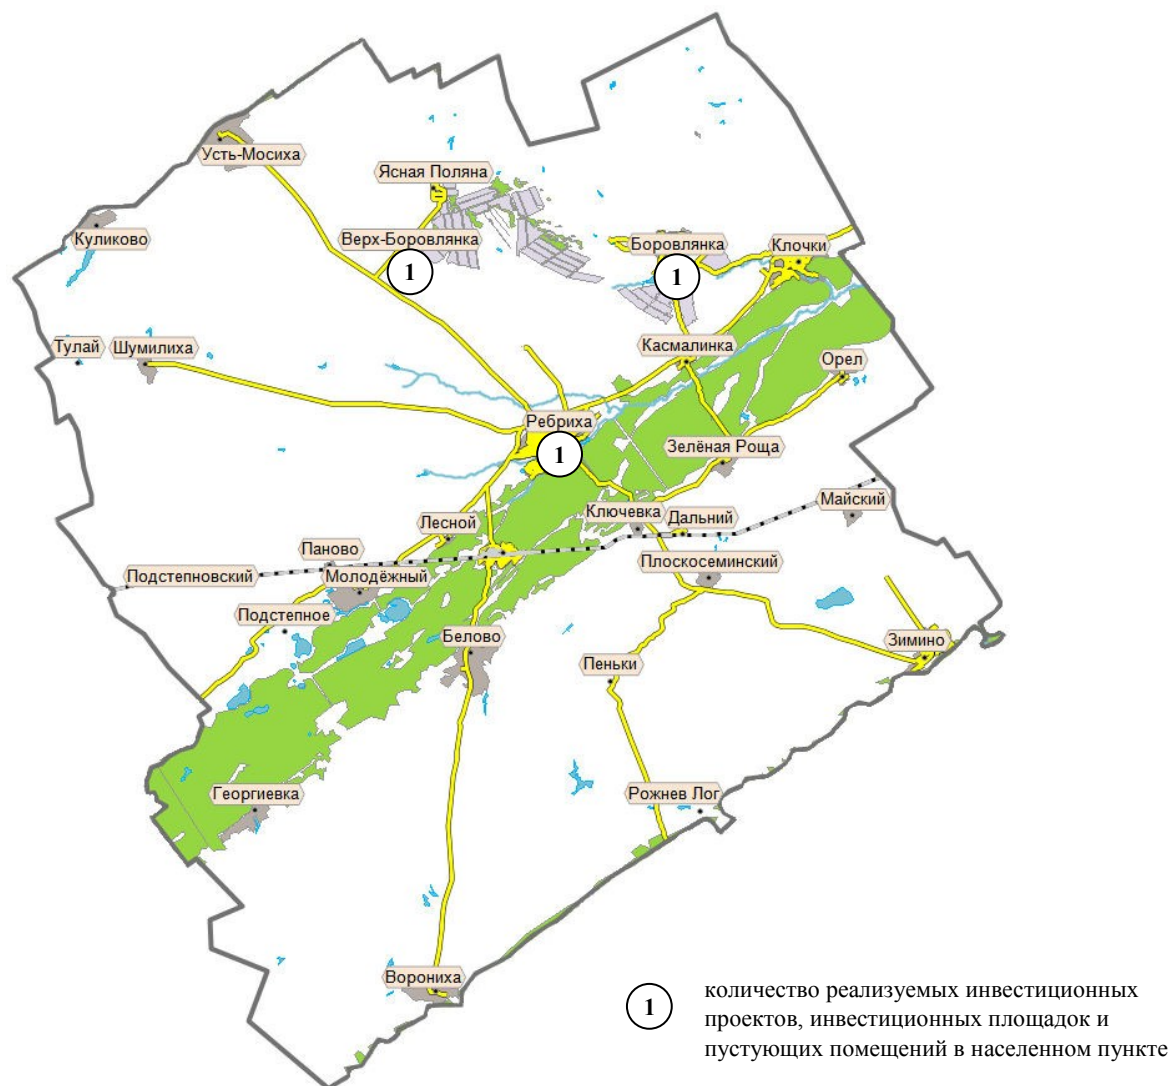 Усть-Мосиха
Ясная Поляна
Куликово
Верх-Боровлянка
Боровлянка
Клочки
1
1
Тулай
Шумилиха
Касмалинка
Орел
Ребриха
1
Зелёная Роща
Майский
Лесной
Ключевка
Дальний
Паново
Плоскосеминский
Подстепновский
Молодёжный
Подстепное
Белово
Зимино
Пеньки
Георгиевка
Рожнев Лог
Ворониха
1
количество реализуемых инвестиционных
проектов, инвестиционных площадок и
пустующих помещений в населенном пункте